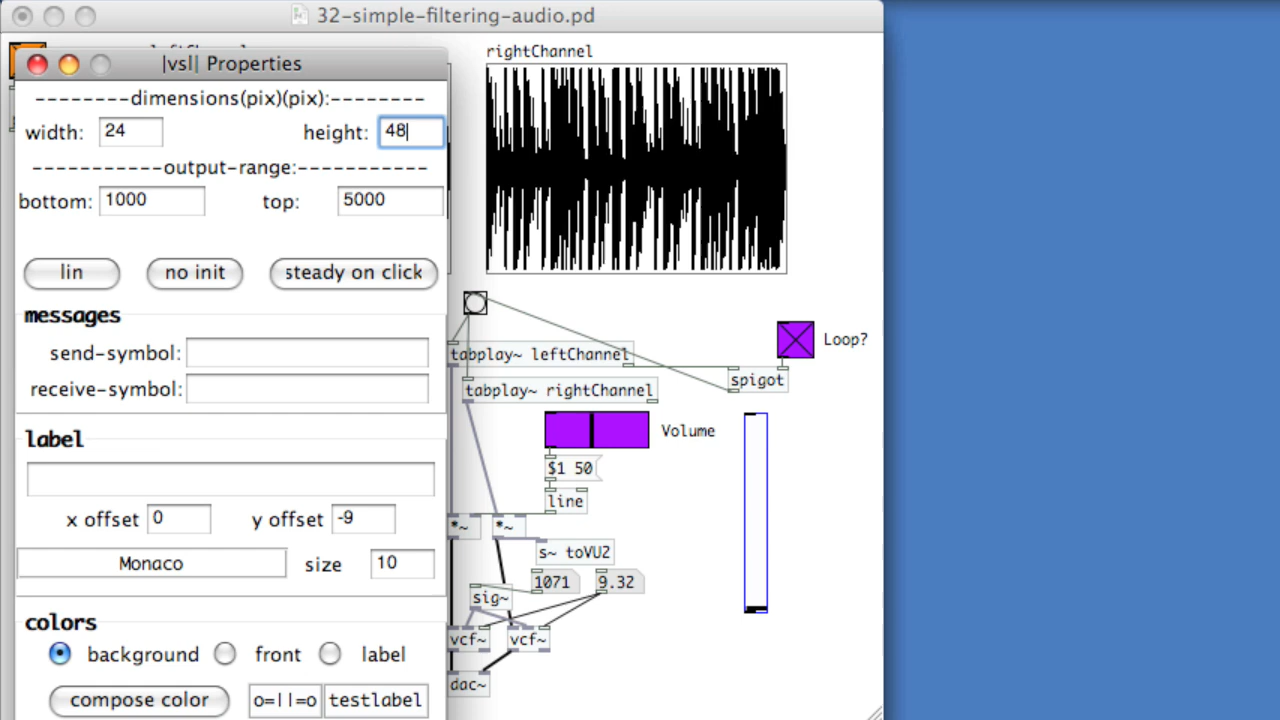 32-simple-filtering-audio.pd
|vsl| Properties
rightChannel
--------dimensions(pix)(pix):--------
width: 24 height: 48
-----------output-range:-----------
bottom: 1000 top: 5000
lin no init steady on click
messages
send-symbol:
receive-symbol:
label
x offset 0 y offset -9
Monaco size 10
colors
background front label
compose color o=||=o testlabel
Loop?
tabplay~ leftChannel
spigot
tabplay~ rightChannel
Volume
$1 50
line
*~ *~
s~ toVU2
1071 9.32
sig~
vcf~ vcf~
dac~